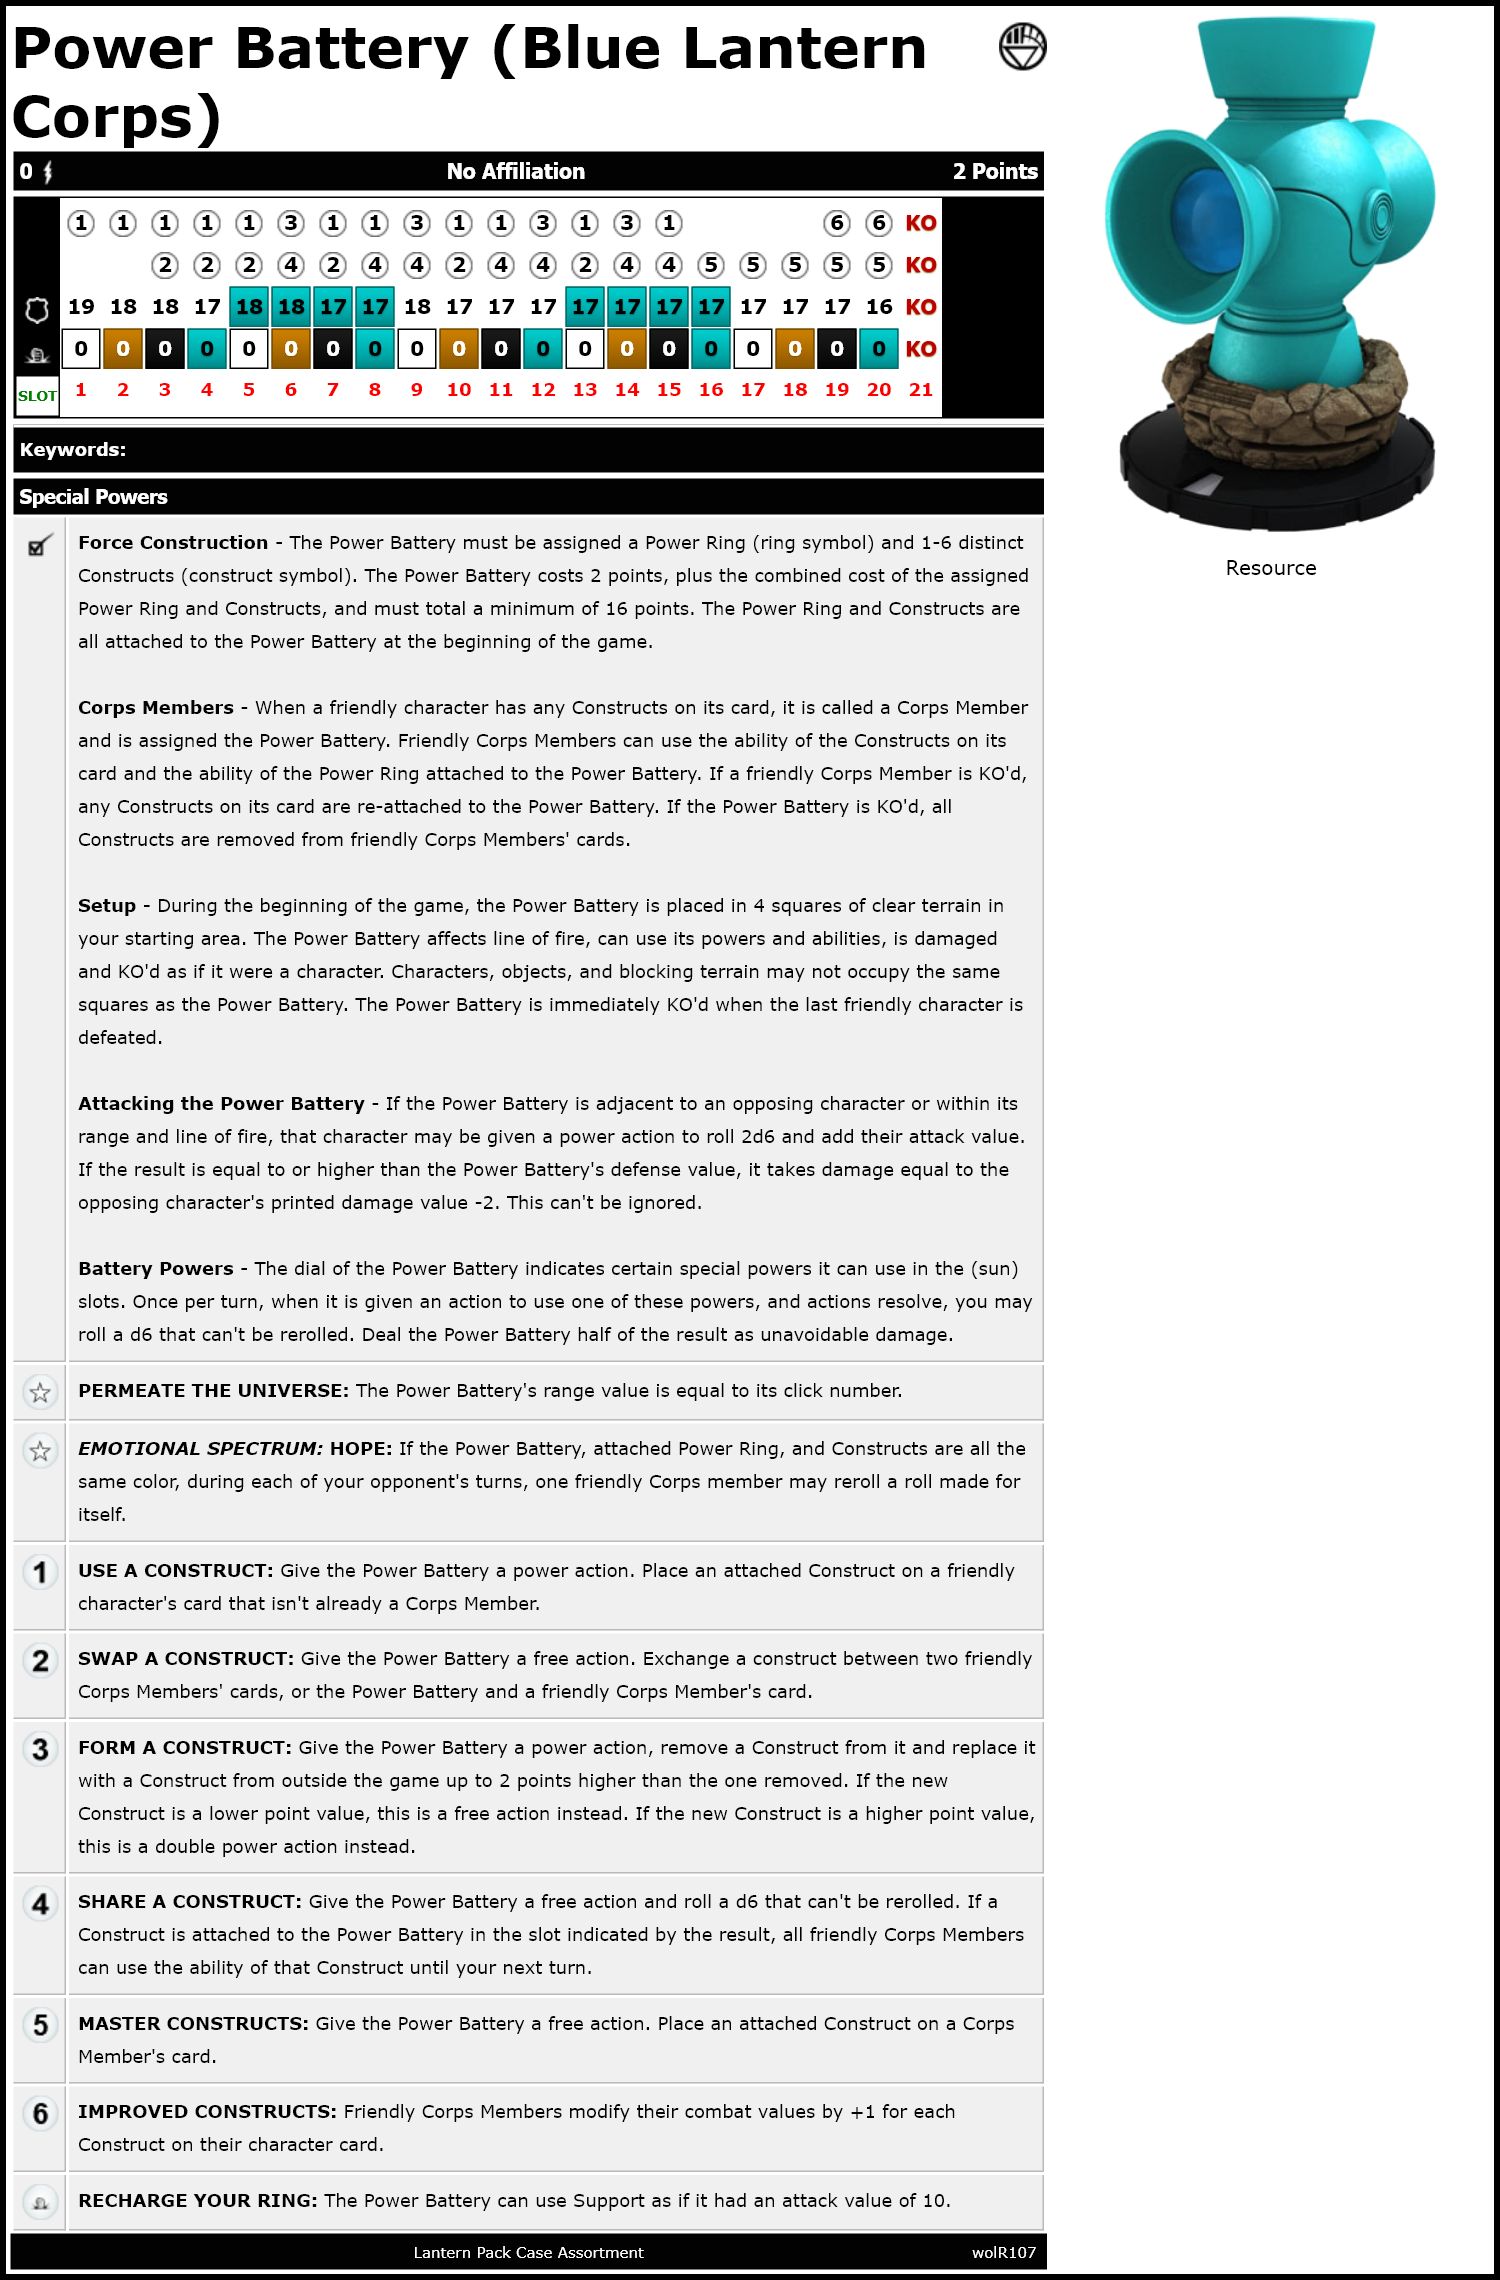 Power Battery (Blue Lantern
Corps)
0 No Affiliation 2 Points
1 1 1 1 1 3 1 1 3 1 1 3 1 3 1 6 6 KO
2 2 2 4 2 4 4 2 4 4 2 4 4 5 5 5 5 5 KO
19 18 18 17 18 18 17 17 18 17 17 17 17 17 17 17 17 17 17 16 KO
0 0 0 0 0 0 0 0 0 0 0 0 0 0 0 0 0 0 0 0 KO
SLOT 1 2 3 4 5 6 7 8 9 10 11 12 13 14 15 16 17 18 19 20 21
Keywords:
Special Powers
Force Construction - The Power Battery must be assigned a Power Ring (ring symbol) and 1-6 distinct
Constructs (construct symbol). The Power Battery costs 2 points, plus the combined cost of the assigned
Power Ring and Constructs, and must total a minimum of 16 points. The Power Ring and Constructs are
all attached to the Power Battery at the beginning of the game.
Corps Members - When a friendly character has any Constructs on its card, it is called a Corps Member
and is assigned the Power Battery. Friendly Corps Members can use the ability of the Constructs on its
card and the ability of the Power Ring attached to the Power Battery. If a friendly Corps Member is KO'd,
any Constructs on its card are re-attached to the Power Battery. If the Power Battery is KO'd, all
Constructs are removed from friendly Corps Members' cards.
Setup - During the beginning of the game, the Power Battery is placed in 4 squares of clear terrain in
your starting area. The Power Battery affects line of fire, can use its powers and abilities, is damaged
and KO'd as if it were a character. Characters, objects, and blocking terrain may not occupy the same
squares as the Power Battery. The Power Battery is immediately KO'd when the last friendly character is
defeated.
Attacking the Power Battery - If the Power Battery is adjacent to an opposing character or within its
range and line of fire, that character may be given a power action to roll 2d6 and add their attack value.
If the result is equal to or higher than the Power Battery's defense value, it takes damage equal to the
opposing character's printed damage value -2. This can't be ignored.
Battery Powers - The dial of the Power Battery indicates certain special powers it can use in the (sun)
slots. Once per turn, when it is given an action to use one of these powers, and actions resolve, you may
roll a d6 that can't be rerolled. Deal the Power Battery half of the result as unavoidable damage.
PERMEATE THE UNIVERSE: The Power Battery's range value is equal to its click number.
EMOTIONAL SPECTRUM: HOPE: If the Power Battery, attached Power Ring, and Constructs are all the
same color, during each of your opponent's turns, one friendly Corps member may reroll a roll made for
itself.
1 USE A CONSTRUCT: Give the Power Battery a power action. Place an attached Construct on a friendly
character's card that isn't already a Corps Member.
2 SWAP A CONSTRUCT: Give the Power Battery a free action. Exchange a construct between two friendly
Corps Members' cards, or the Power Battery and a friendly Corps Member's card.
3 FORM A CONSTRUCT: Give the Power Battery a power action, remove a Construct from it and replace it
with a Construct from outside the game up to 2 points higher than the one removed. If the new
Construct is a lower point value, this is a free action instead. If the new Construct is a higher point value,
this is a double power action instead.
4 SHARE A CONSTRUCT: Give the Power Battery a free action and roll a d6 that can't be rerolled. If a
Construct is attached to the Power Battery in the slot indicated by the result, all friendly Corps Members
can use the ability of that Construct until your next turn.
5 MASTER CONSTRUCTS: Give the Power Battery a free action. Place an attached Construct on a Corps
Member's card.
6 IMPROVED CONSTRUCTS: Friendly Corps Members modify their combat values by +1 for each
Construct on their character card.
RECHARGE YOUR RING: The Power Battery can use Support as if it had an attack value of 10.
Lantern Pack Case Assortment wolR107
Resource